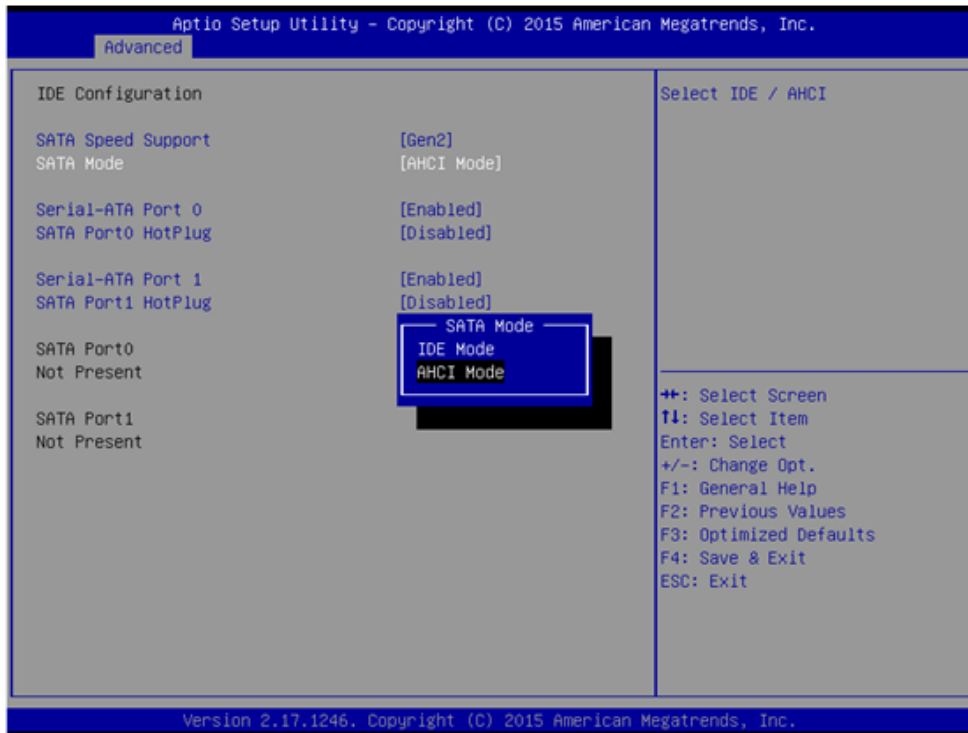 Aptio Setup Utility – Copyright (C) 2015 American Megatrends, Inc.
Advanced
IDE Configuration
SATA Speed Support [Gen2]
SATA Mode [AHCI Mode]
Serial-ATA Port 0 [Enabled]
SATA Port0 HotPlug [Disabled]
Serial-ATA Port 1 [Enabled]
SATA Port1 HotPlug [Disabled]
SATA Port0
Not Present
SATA Port1
Not Present
SATA Mode
IDE Mode
AHCI Mode
Select IDE / AHCI
→←: Select Screen
↑↓: Select Item
Enter: Select
+/-: Change Opt.
F1: General Help
F2: Previous Values
F3: Optimized Defaults
F4: Save & Exit
ESC: Exit
Version 2.17.1246. Copyright (C) 2015 American Megatrends, Inc.